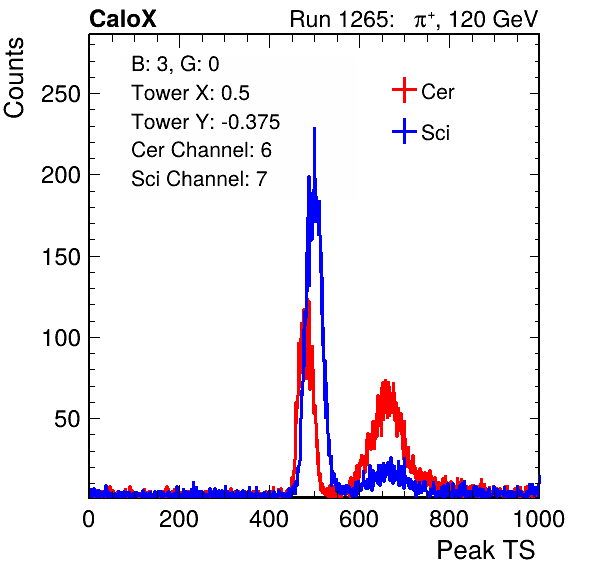 CaloX Run 1265: π⁺, 120 GeV
Counts
B: 3, G: 0
Tower X: 0.5
Tower Y: -0.375
Cer Channel: 6
Sci Channel: 7
Cer
Sci
250
200
150
100
50
0 200 400 600 800 1000
Peak TS